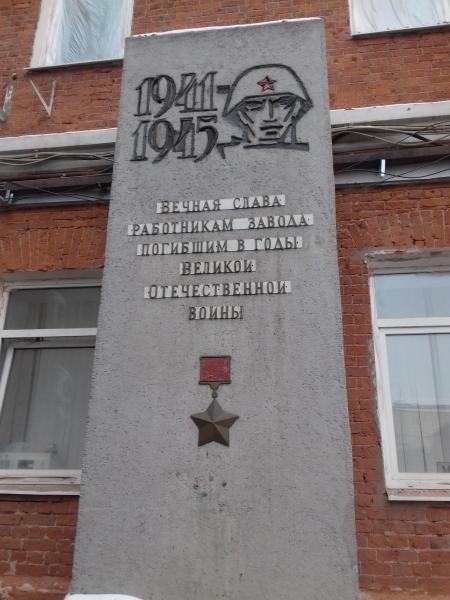 1941-
1945
ВЕЧНАЯ СЛАВА
РАБОТНИКАМ ЗАВОДА
ПОГИБШИМ В ГОДЫ
ВЕЛИКОЙ
ОТЕЧЕСТВЕННОЙ
ВОЙНЫ